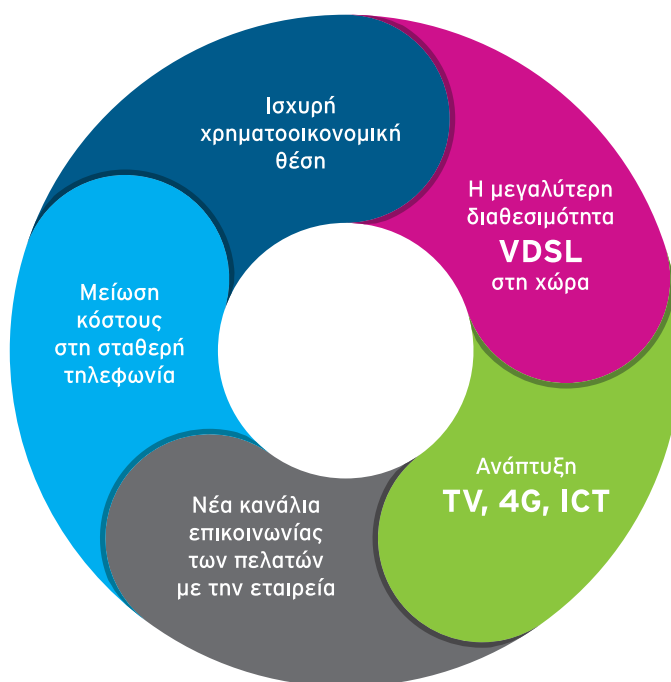 Ισχυρή
χρηματοοικονομική
θέση
Η μεγαλύτερη
διαθεσιμότητα
VDSL
στη χώρα
Ανάπτυξη
TV, 4G, ICT
Νέα κανάλια
επικοινωνίας
των πελατών
με την εταιρεία
Μείωση
κόστους
στη σταθερή
τηλεφωνία